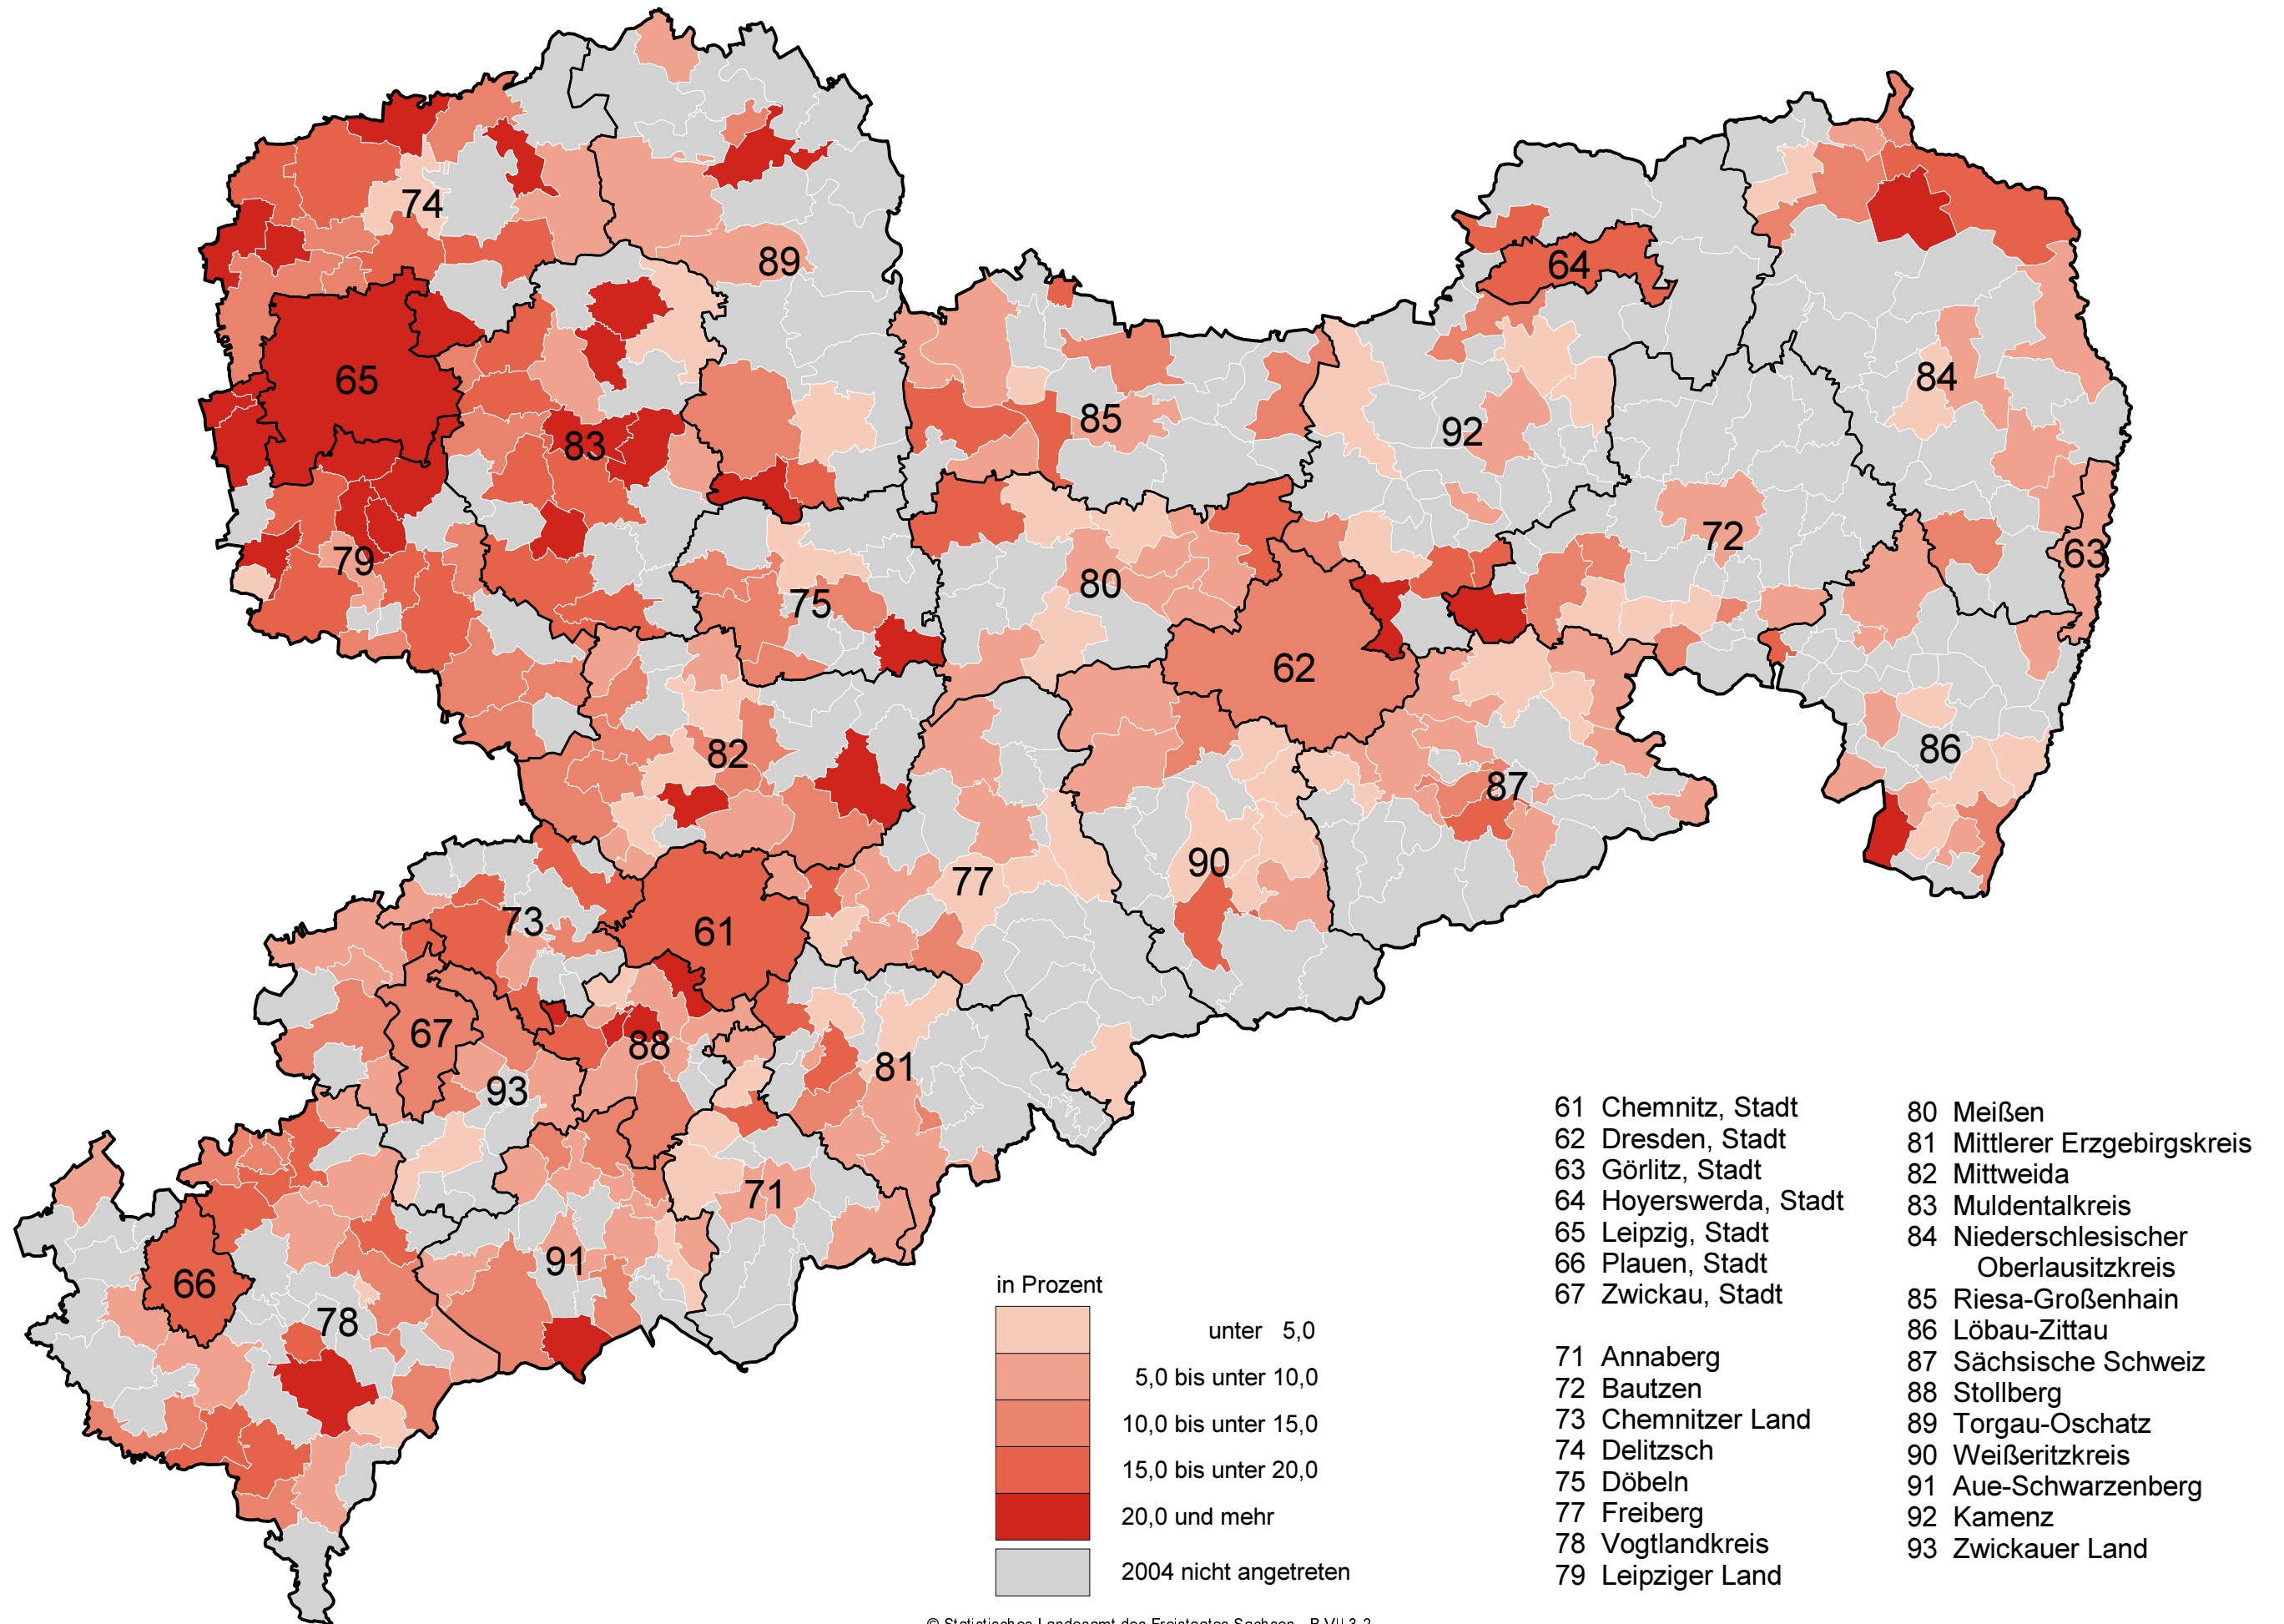 74
89
64
65
84
85
83
92
72
79
63
80
75
62
82
86
87
90
77
73
61
67
88
81
93
71
91
66
78
in Prozent
unter 5,0
5,0 bis unter 10,0
10,0 bis unter 15,0
15,0 bis unter 20,0
20,0 und mehr
2004 nicht angetreten
61 Chemnitz, Stadt
62 Dresden, Stadt
63 Görlitz, Stadt
64 Hoyerswerda, Stadt
65 Leipzig, Stadt
66 Plauen, Stadt
67 Zwickau, Stadt
71 Annaberg
72 Bautzen
73 Chemnitzer Land
74 Delitzsch
75 Döbeln
77 Freiberg
78 Vogtlandkreis
79 Leipziger Land
80 Meißen
81 Mittlerer Erzgebirgskreis
82 Mittweida
83 Muldentalkreis
84 Niederschlesischer
Oberlausitzkreis
85 Riesa-Großenhain
86 Löbau-Zittau
87 Sächsische Schweiz
88 Stollberg
89 Torgau-Oschatz
90 Weißeritzkreis
91 Aue-Schwarzenberg
92 Kamenz
93 Zwickauer Land
© Statistisches Landesamt des Freistaates Sachsen